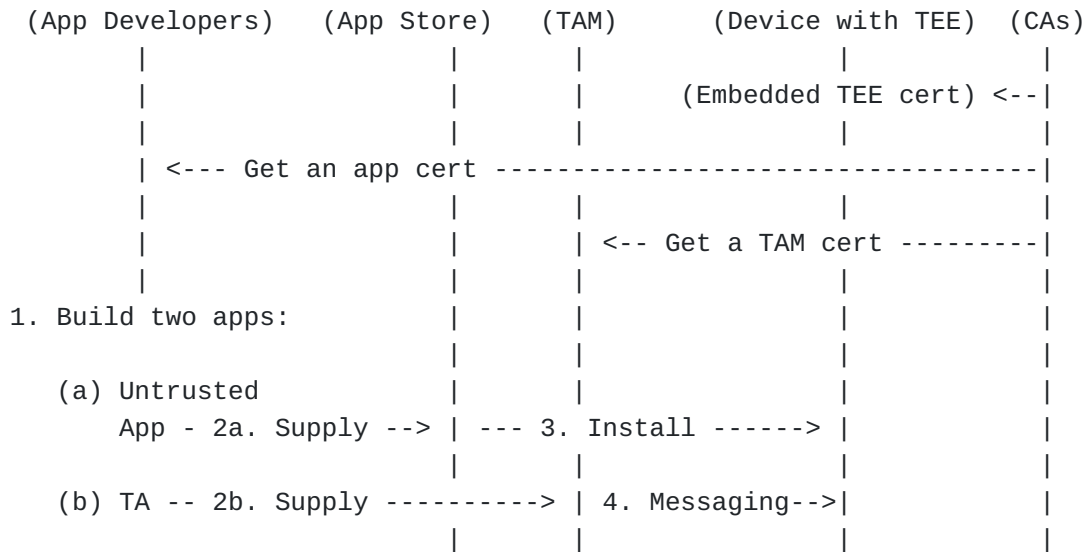 (App Developers)   (App Store)   (TAM)      (Device with TEE)  (CAs)
        |                   |       |                |            |
        |                   |       |      (Embedded TEE cert) <--|
        |                   |       |                |            |
        | <--- Get an app cert -----------------------------------|
        |                   |       |                |            |
        |                   |       | <-- Get a TAM cert ---------|
        |                   |       |                |            |
1. Build two apps:          |       |                |            |
                            |       |                |            |
   (a) Untrusted            |       |                |            |
       App - 2a. Supply --> | --- 3. Install ------> |            |
                            |       |                |            |
   (b) TA -- 2b. Supply ----------> | 4. Messaging-->|            |
                            |       |                |            |